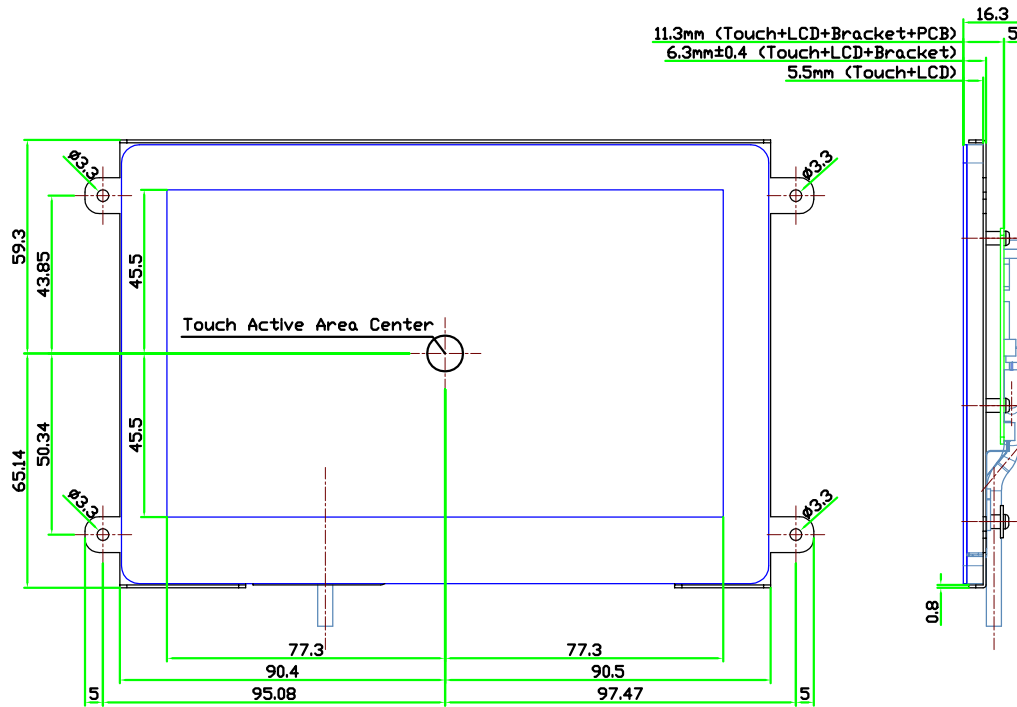 16.3
11.3mm (Touch+LCD+Bracket+PCB)
5
6.3mm±0.4 (Touch+LCD+Bracket)
5.5mm (Touch+LCD)
ø3.3
ø3.3
59.3
43.85
45.5
Touch Active Area Center
65.14
50.34
45.5
ø3.3
ø3.3
0.8
77.3
77.3
90.4
90.5
5
95.08
97.47
5